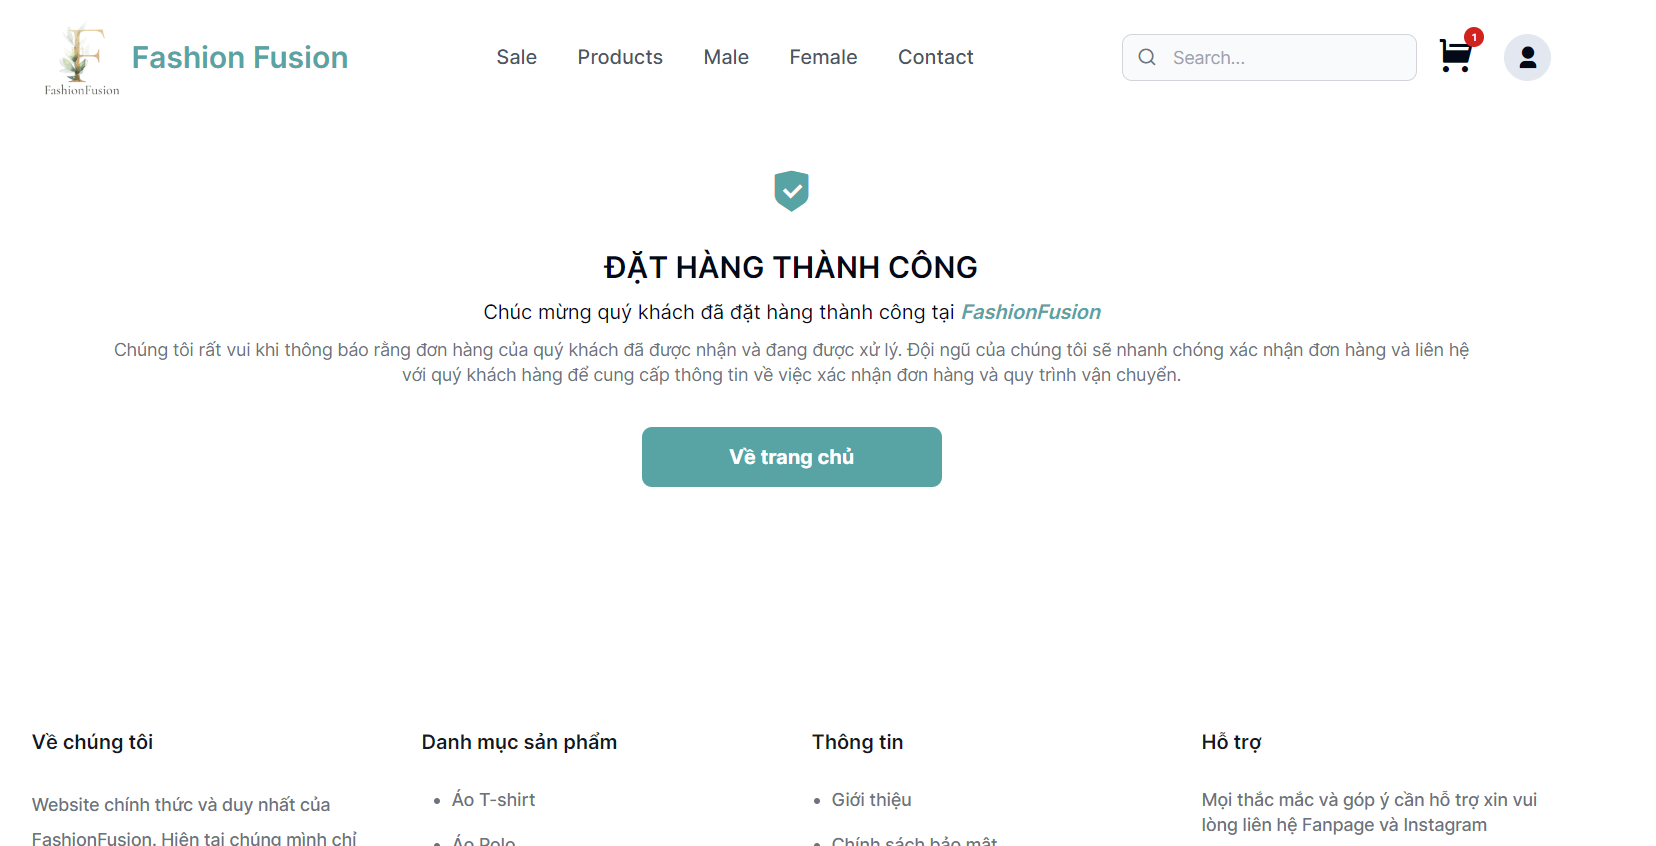 FashionFusion
Fashion Fusion
Sale
Products
Male
Female
Contact
Search...
1
ĐẶT HÀNG THÀNH CÔNG
Chúc mừng quý khách đã đặt hàng thành công tại FashionFusion
Chúng tôi rất vui khi thông báo rằng đơn hàng của quý khách đã được nhận và đang được xử lý. Đội ngũ của chúng tôi sẽ nhanh chóng xác nhận đơn hàng và liên hệ
với quý khách hàng để cung cấp thông tin về việc xác nhận đơn hàng và quy trình vận chuyển.
Về trang chủ
Về chúng tôi
Website chính thức và duy nhất của
FashionFusion. Hiện tại chúng mình chỉ
Danh mục sản phẩm
• Áo T-shirt
• Áo Polo
Thông tin
• Giới thiệu
• Chính sách bảo mật
Hỗ trợ
Mọi thắc mắc và góp ý cần hỗ trợ xin vui
lòng liên hệ Fanpage và Instagram